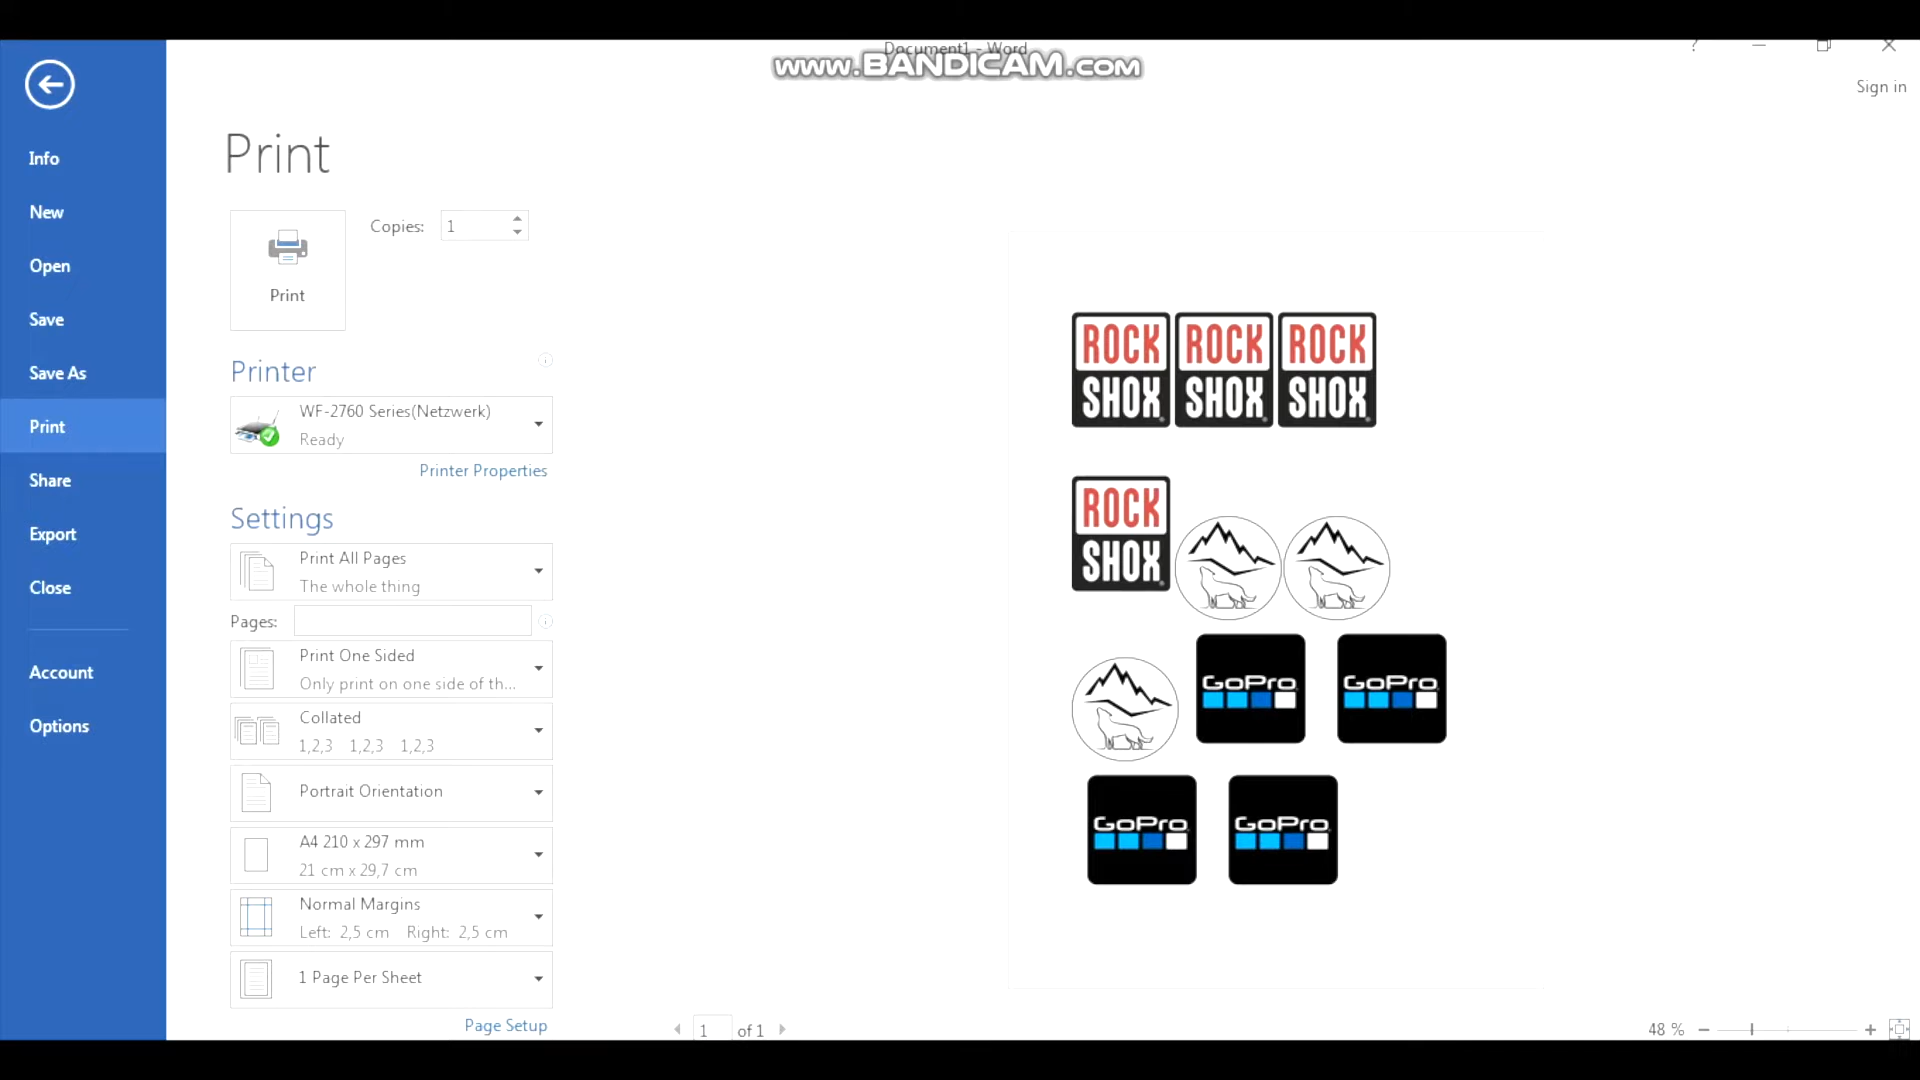 Document1 - Word
www.BANDICAM.com
?
Sign in
Info
New
Open
Save
Save As
Print
Share
Export
Close
Account
Options
Print
Print
Copies: 1
Printer
WF-2760 Series(Netzwerk)
Ready
Printer Properties
Settings
Print All Pages
The whole thing
Pages:
Print One Sided
Only print on one side of th...
Collated
1,2,3 1,2,3 1,2,3
Portrait Orientation
A4 210 x 297 mm
21 cm x 29,7 cm
Normal Margins
Left: 2,5 cm Right: 2,5 cm
1 Page Per Sheet
Page Setup
ROCK ROCK ROCK
SHOX SHOX SHOX
ROCK
SHOX
GoPro GoPro
GoPro GoPro
1 of 1
48 %